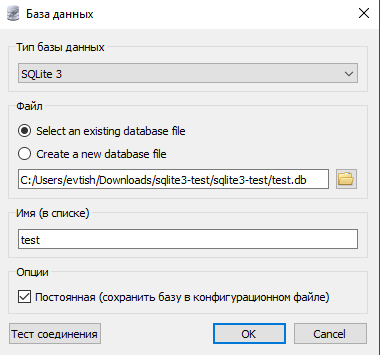 База данных
Тип базы данных
SQLite 3
Файл
Select an existing database file
Create a new database file
C:/Users/evtish/Downloads/sqlite3-test/sqlite3-test/test.db
Имя (в списке)
test
Опции
Постоянная (сохранить базу в конфигурационном файле)
Тест соединения OK Cancel